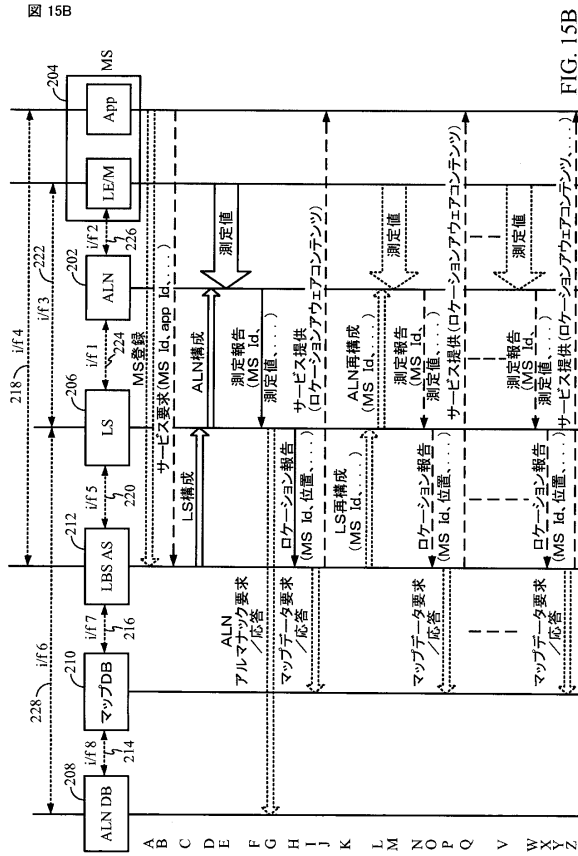 図 15B
204
MS
App
LE/M
i/f 2
226
202
ALN
222
i/f 3
i/f 1
224
206
LS
218
i/f 4
i/f 5
220
212
LBS AS
i/f 7
216
210
マップDB
i/f 6
228
i/f 8
214
208
ALN DB
A
B
C
D
E
F
G
H
I
J
K
L
M
N
O
P
Q
V
W
X
Y
Z
MS登録
サービス要求(MS Id, app Id, . . . .)
LS構成
ALN構成
測定値
測定報告
(MS Id、
測定値、. . . .)
ALN
アルマナック要求
／応答
ロケーション報告
(MS Id、位置、. . . .)
マップデータ要求
／応答
サービス提供
(ロケーションアウェアコンテンツ)
LS再構成
(MS Id、. . . .)
ALN再構成
(MS Id、. . . .)
測定値
測定報告
(MS Id、
測定値、. . . .)
ロケーション報告
(MS Id、位置、. . . .)
マップデータ要求
／応答
サービス提供(ロケーションアウェアコンテンツ)
測定値
測定報告
(MS Id、
測定値、. . . .)
ロケーション報告
(MS Id、位置、. . . .)
マップデータ要求
／応答
サービス提供(ロケーションアウェアコンテンツ、. . . .)
FIG. 15B